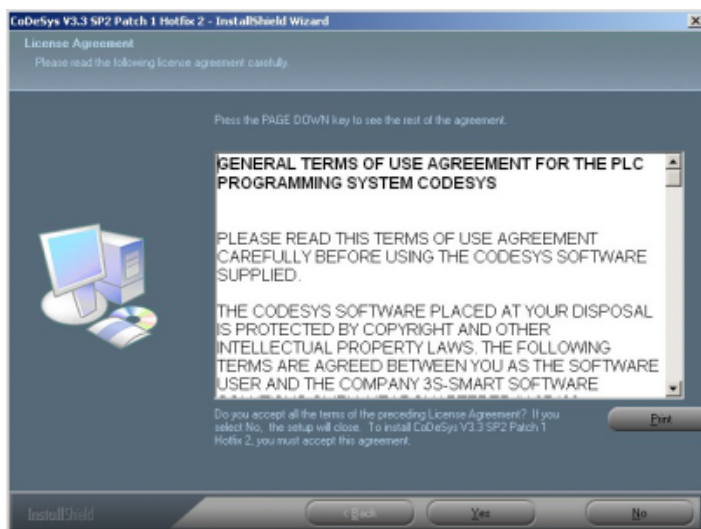 CoDeSys V3.3 SP2 Patch 1 Hotfix 2 - InstallShield Wizard
License Agreement
Please read the following license agreement carefully.
Press the PAGE DOWN key to see the rest of the agreement.
GENERAL TERMS OF USE AGREEMENT FOR THE PLC
PROGRAMMING SYSTEM CODESYS
PLEASE READ THIS TERMS OF USE AGREEMENT
CAREFULLY BEFORE USING THE CODESYS SOFTWARE
SUPPLIED.
THE CODESYS SOFTWARE PLACED AT YOUR DISPOSAL
IS PROTECTED BY COPYRIGHT AND OTHER
INTELLECTUAL PROPERTY LAWS. THE FOLLOWING
TERMS ARE AGREED BETWEEN YOU AS THE SOFTWARE
USER AND THE COMPANY 3S-SMART SOFTWARE
Do you accept all the terms of the preceding License Agreement? If you
select No, the setup will close. To install CoDeSys V3.3 SP2 Patch 1
Hotfix 2, you must accept this agreement.
Print
InstallShield
< Back
Yes
No